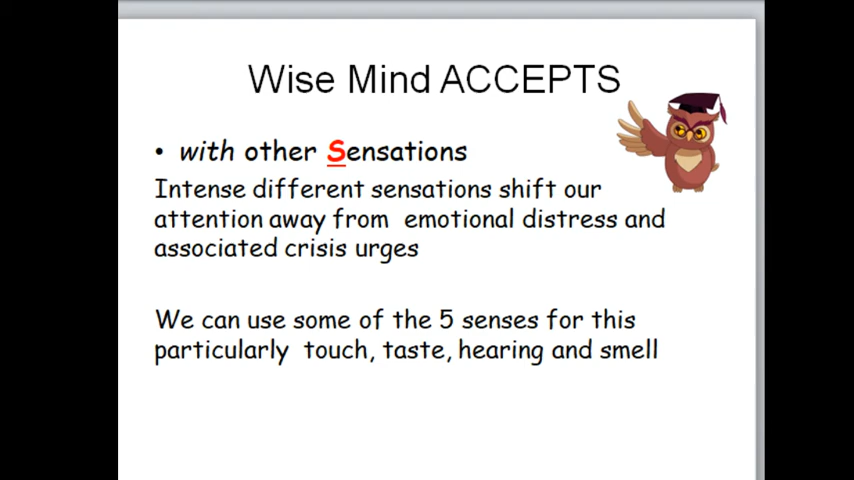 Wise Mind ACCEPTS
• with other Sensations
Intense different sensations shift our
attention away from emotional distress and
associated crisis urges
We can use some of the 5 senses for this
particularly touch, taste, hearing and smell